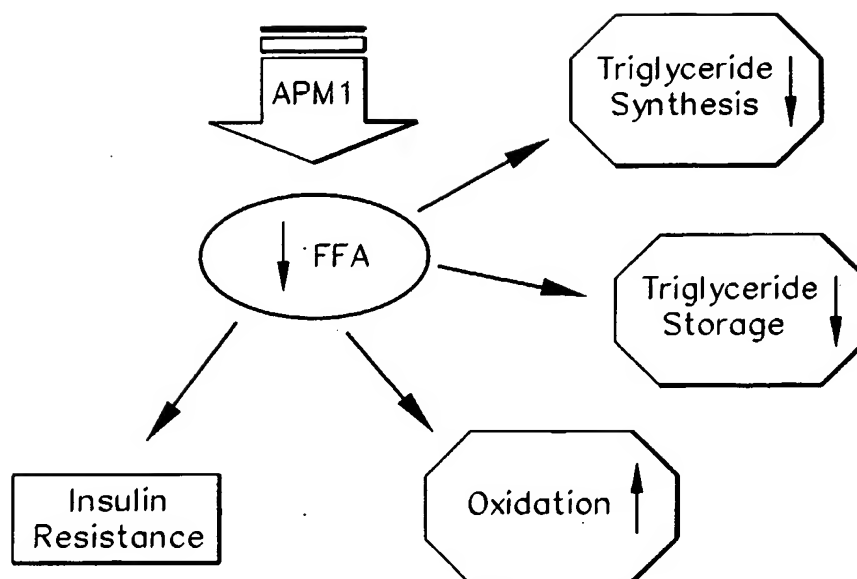 APM1
Triglyceride
Synthesis
FFA
Triglyceride
Storage
Insulin
Resistance
Oxidation